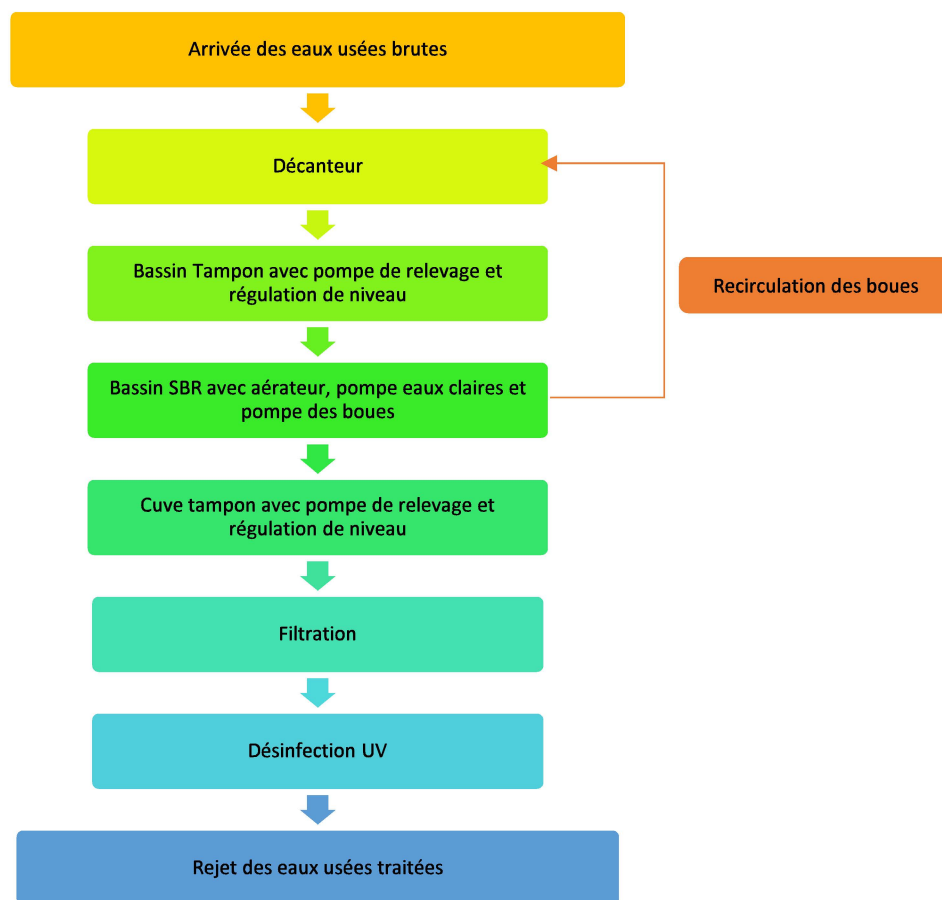 Arrivée des eaux usées brutes
Décanteur
Bassin Tampon avec pompe de relevage et
régulation de niveau
Recirculation des boues
Bassin SBR avec aérateur, pompe eaux claires et
pompe des boues
Cuve tampon avec pompe de relevage et
régulation de niveau
Filtration
Désinfection UV
Rejet des eaux usées traitées